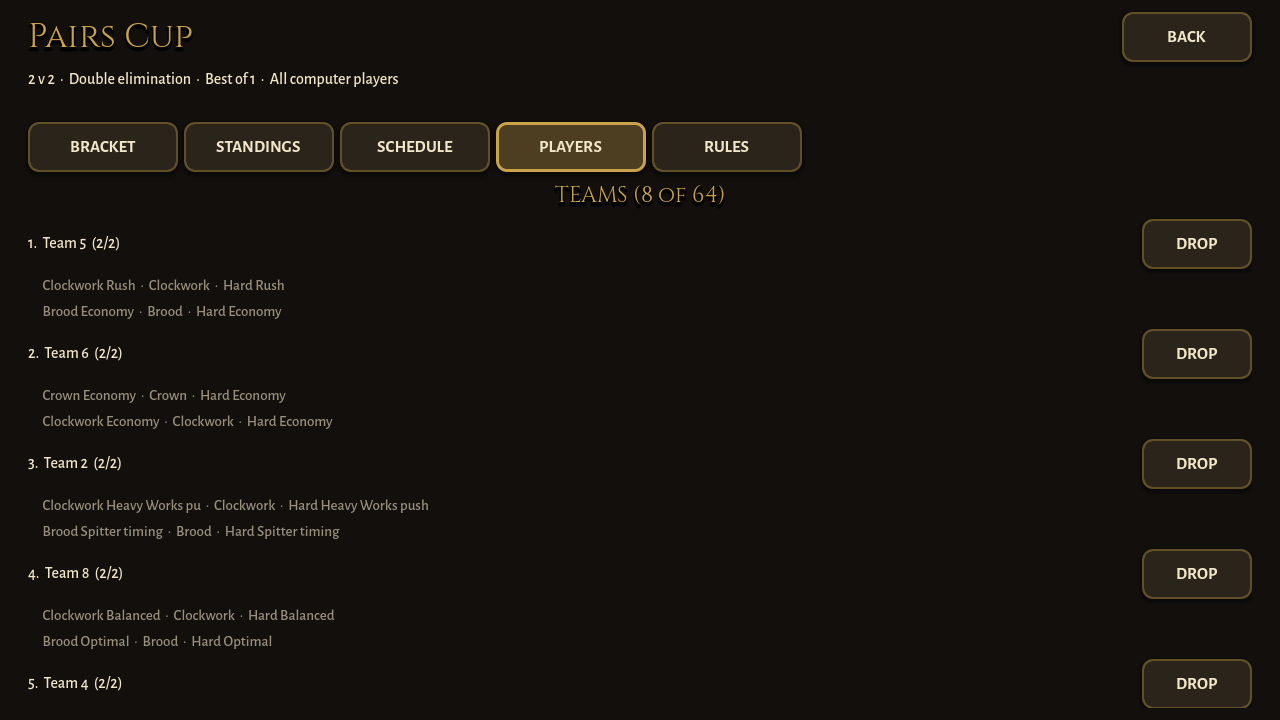 Pairs Cup
BACK
2 v 2 · Double elimination · Best of 1 · All computer players
BRACKET
STANDINGS
SCHEDULE
PLAYERS
RULES
TEAMS (8 OF 64)
1. Team 5 (2/2)
DROP
Clockwork Rush · Clockwork · Hard Rush
Brood Economy · Brood · Hard Economy
2. Team 6 (2/2)
DROP
Crown Economy · Crown · Hard Economy
Clockwork Economy · Clockwork · Hard Economy
3. Team 2 (2/2)
DROP
Clockwork Heavy Works pu · Clockwork · Hard Heavy Works push
Brood Spitter timing · Brood · Hard Spitter timing
4. Team 8 (2/2)
DROP
Clockwork Balanced · Clockwork · Hard Balanced
Brood Optimal · Brood · Hard Optimal
5. Team 4 (2/2)
DROP